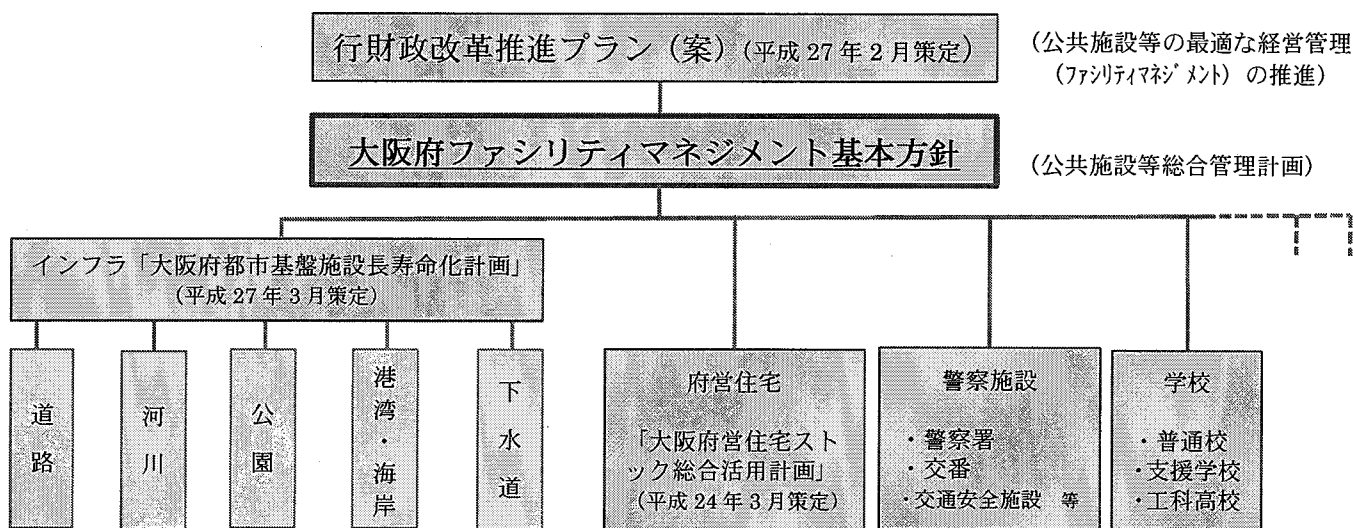 行財政改革推進プラン（案）（平成27年2月策定）
（公共施設等の最適な経営管理
（ﾌｧｼﾘﾃｨﾏﾈｼﾞﾒﾝﾄ）の推進）
大阪府ファシリティマネジメント基本方針
（公共施設等総合管理計画）
インフラ「大阪府都市基盤施設長寿命化計画」
（平成27年3月策定）
道路
河川
公園
港湾・海岸
下水道
府営住宅
「大阪府営住宅スト
ック総合活用計画」
（平成24年3月策定）
警察施設
・警察署
・交番
・交通安全施設　等
学校
・普通校
・支援学校
・工科高校